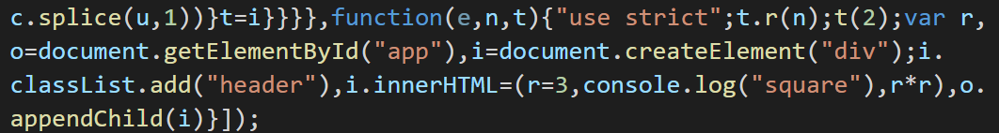 c.splice(u,1))}t=i}}}},function(e,n,t){"use strict";t.r(n);t(2);var r,
o=document.getElementById("app"),i=document.createElement("div");i.
classList.add("header"),i.innerHTML=(r=3,console.log("square"),r*r),o.
appendChild(i)}]);